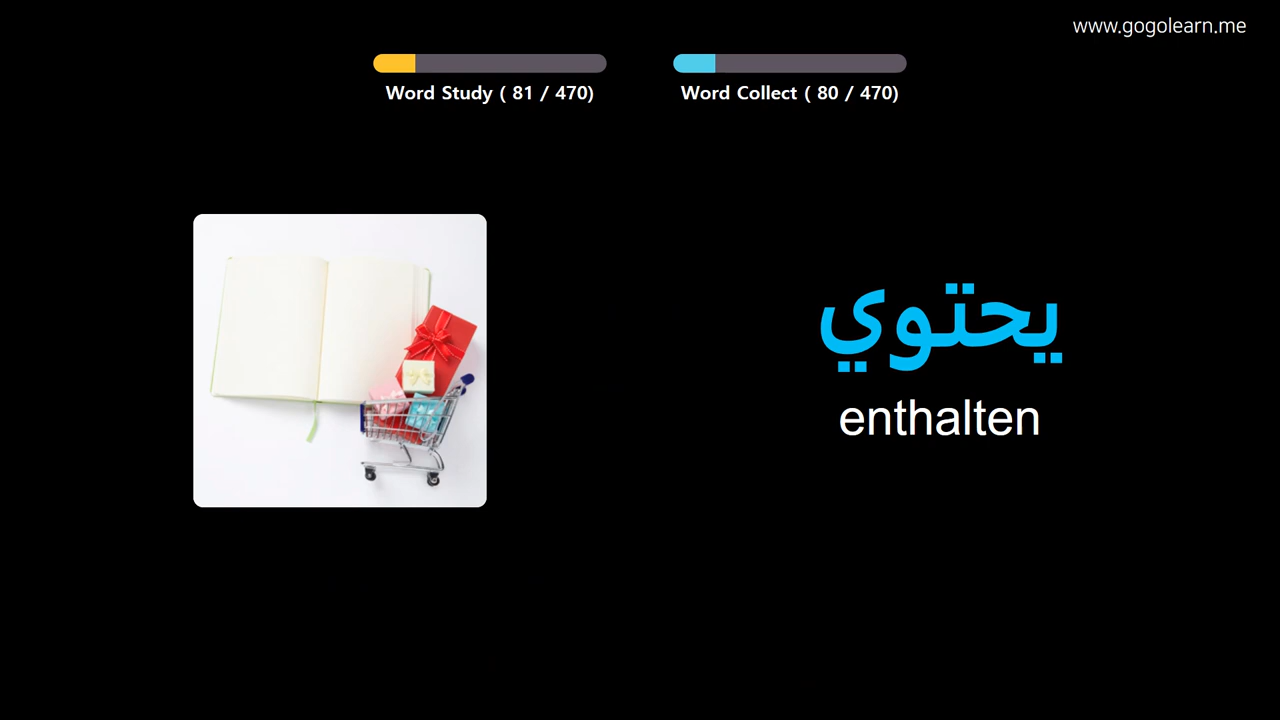 www.gogolearn.me
Word Study ( 81 / 470)
Word Collect ( 80 / 470)
يحتوي
enthalten